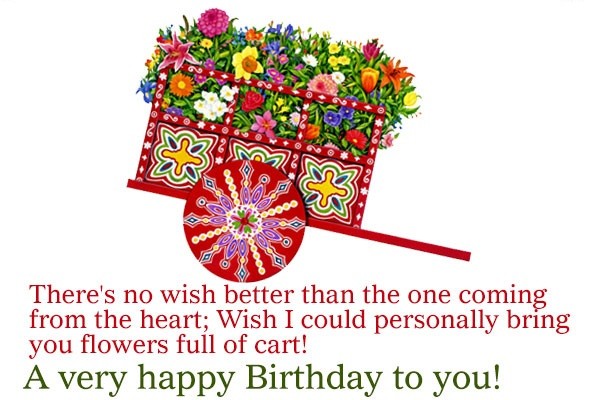 There's no wish better than the one coming
from the heart; Wish I could personally bring
you flowers full of cart!
A very happy Birthday to you!